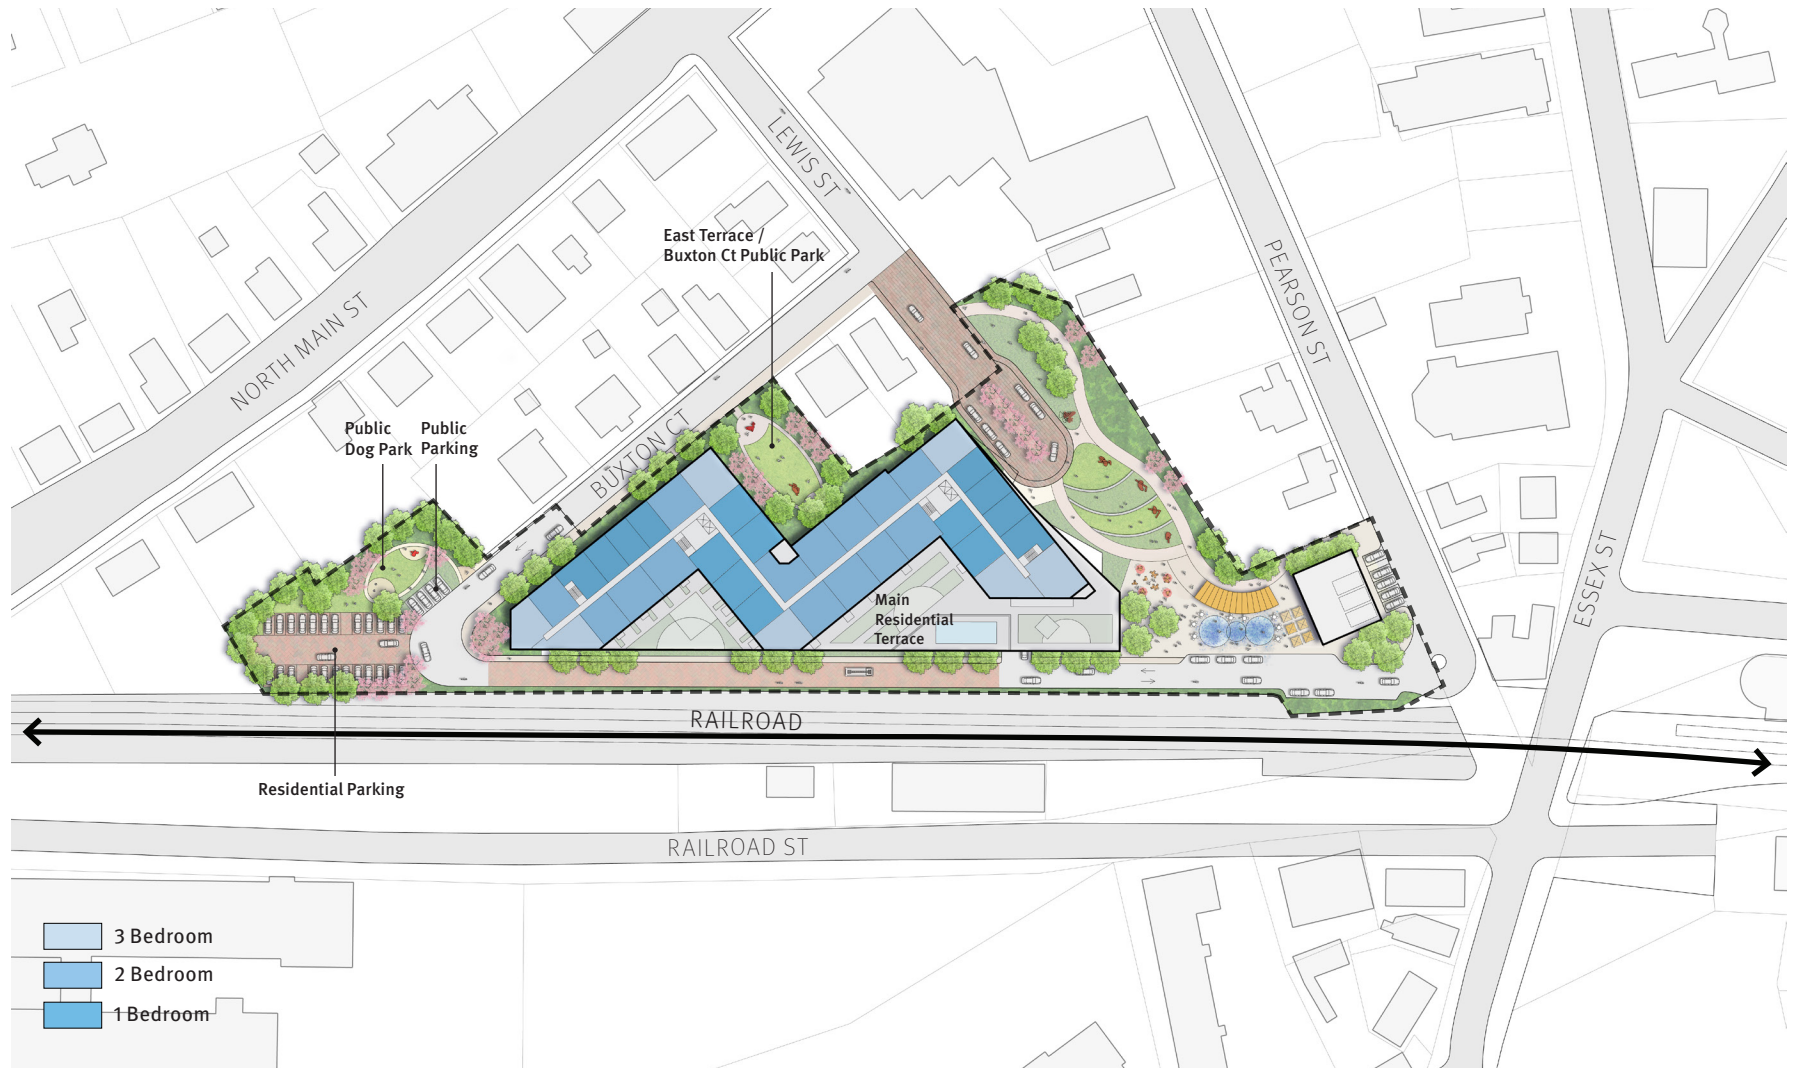 LEWIS ST
East Terrace /
Buxton Ct Public Park
PEARSON ST
NORTH MAIN ST
Public
Dog Park
Public
Parking
BUXTON CT
ESSEX ST
Main
Residential
Terrace
RAILROAD
Residential Parking
RAILROAD ST
3 Bedroom
2 Bedroom
1 Bedroom